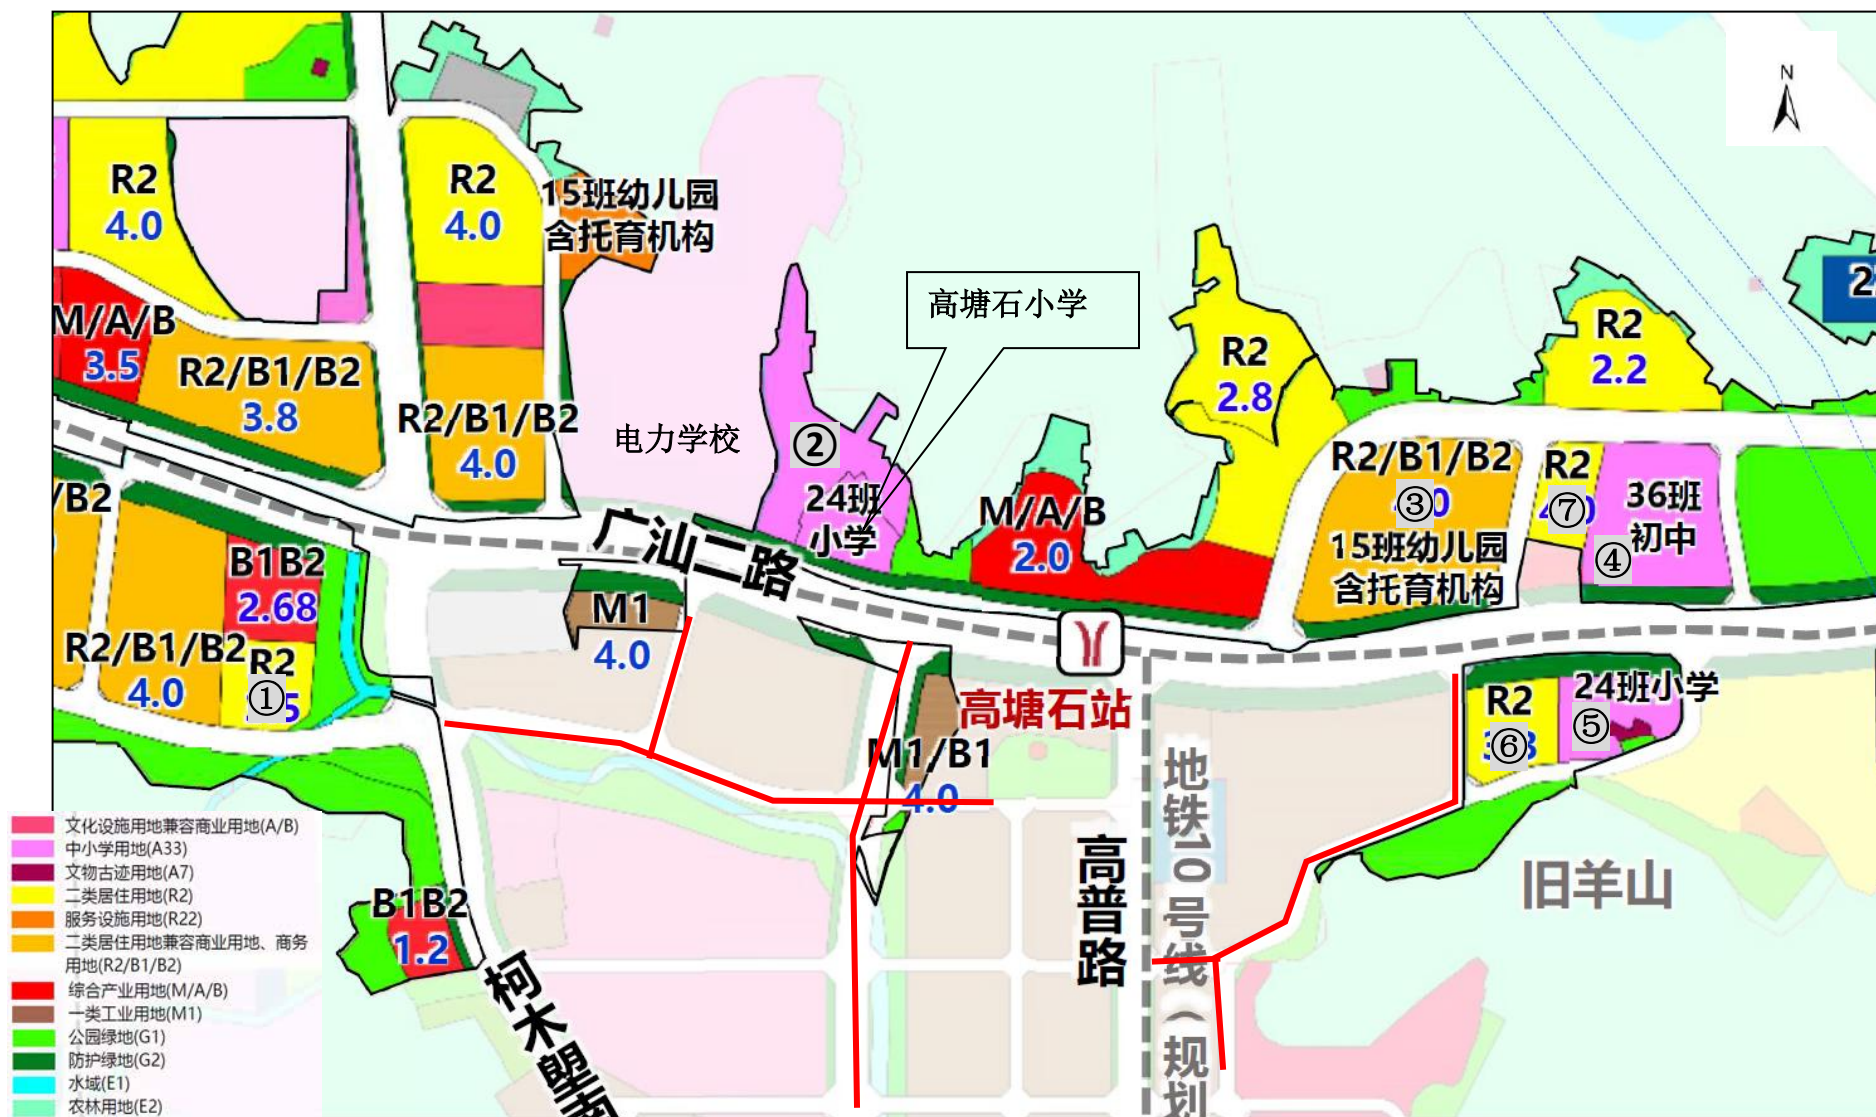 N
R2
4.0
R2
4.0
15班幼儿园
含托育机构
2
高塘石小学
M/A/B
3.5
R2/B1/B2
3.8
R2/B1/B2
4.0
电力学校
②
24班
小学
R2
2.8
R2
2.2
M/A/B
2.0
R2/B1/B2
③
0
15班幼儿园
含托育机构
R2
⑦
0
36班
初中
④
/B2
B1B2
2.68
R2/B1/B2
4.0
R2
①
5
广汕二路
M1
4.0
高塘石站
M1/B1
4.0
R2
⑥
24班小学
⑤
高普路
地铁10号线（规划
旧羊山
B1B2
1.2
柯木塱南
文化设施用地兼容商业用地(A/B)
中小学用地(A33)
文物古迹用地(A7)
二类居住用地(R2)
服务设施用地(R22)
二类居住用地兼容商业用地、商务
用地(R2/B1/B2)
综合产业用地(M/A/B)
一类工业用地(M1)
公园绿地(G1)
防护绿地(G2)
水域(E1)
农林用地(E2)